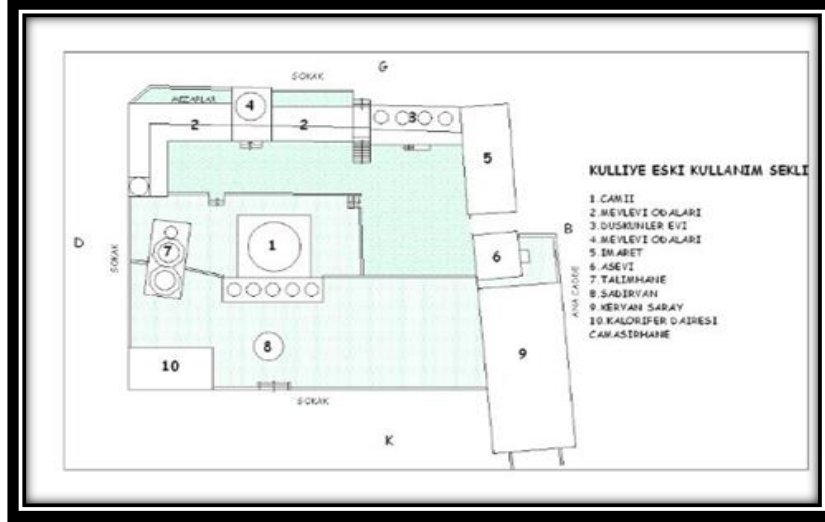 SOKAK
G
MEZARLAR
4
2
2
3
5
KULLIYE ESKI KULLANIM SEKLI
1.CAMII
2.MEVLEVI ODALARI
3.DUSKUNLER EVI
4.MEVLEVI ODALARI
5.IMARET
6.ASEVI
7.TALIMHANE
8.SADIRVAN
9.KERVAN SARAY
10.KALORIFER DAIRESI
CAMASIRHANE
D
SOKAK
7
1
B
6
ANA CADDE
8
9
10
SOKAK
K